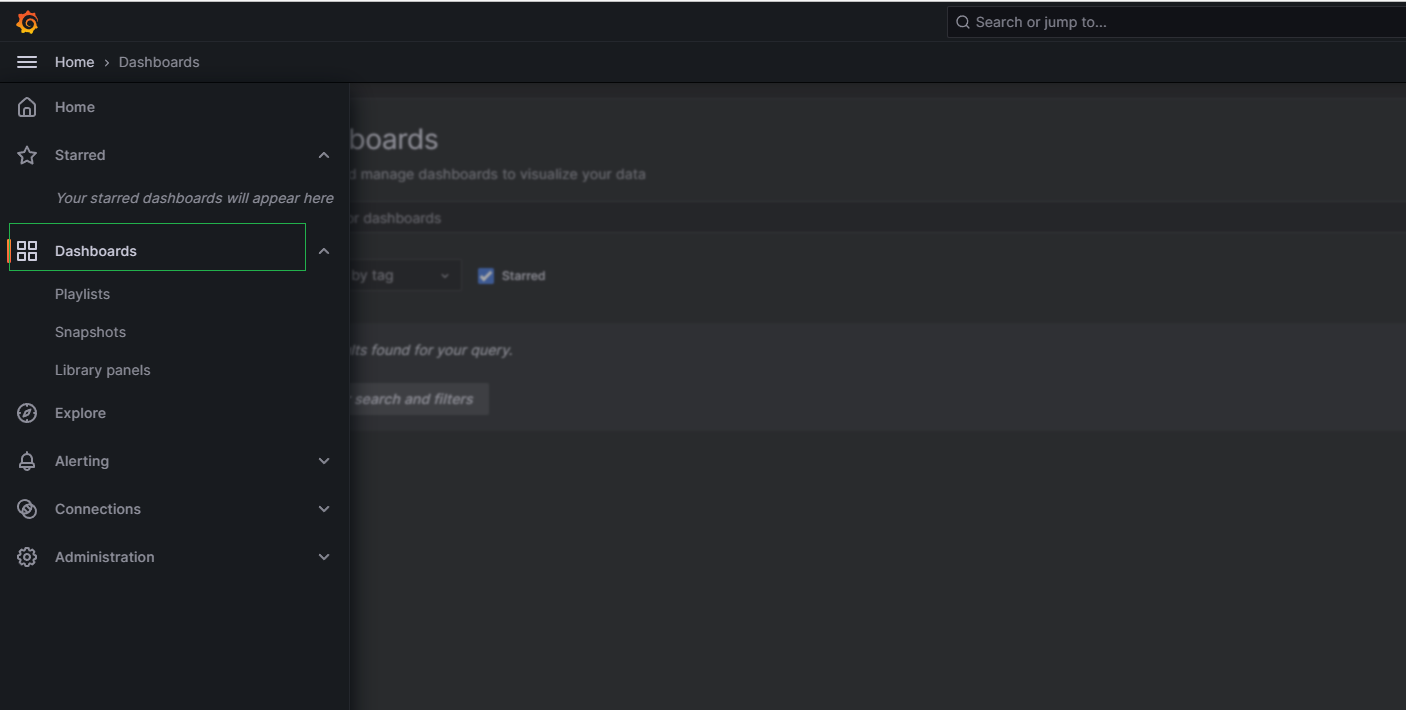 Search or jump to...
Home › Dashboards
Home
Starred
Your starred dashboards will appear here
Dashboards
Playlists
Snapshots
Library panels
Explore
Alerting
Connections
Administration
boards
manage dashboards to visualize your data
dashboards
by tag
Starred
found for your query.
search and filters